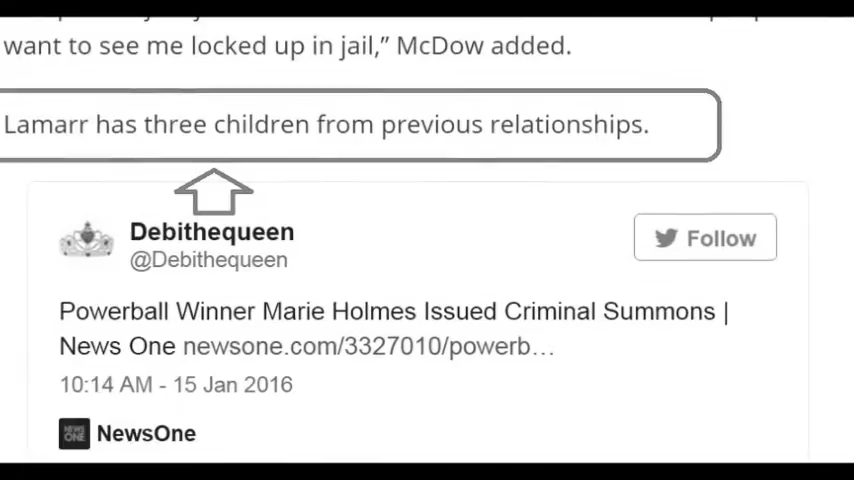 want to see me locked up in jail,” McDow added.
Lamarr has three children from previous relationships.
Debithequeen
Follow
@Debithequeen
Powerball Winner Marie Holmes Issued Criminal Summons |
News One newsone.com/3327010/powerb…
10:14 AM - 15 Jan 2016
NEWS
ONE
NewsOne